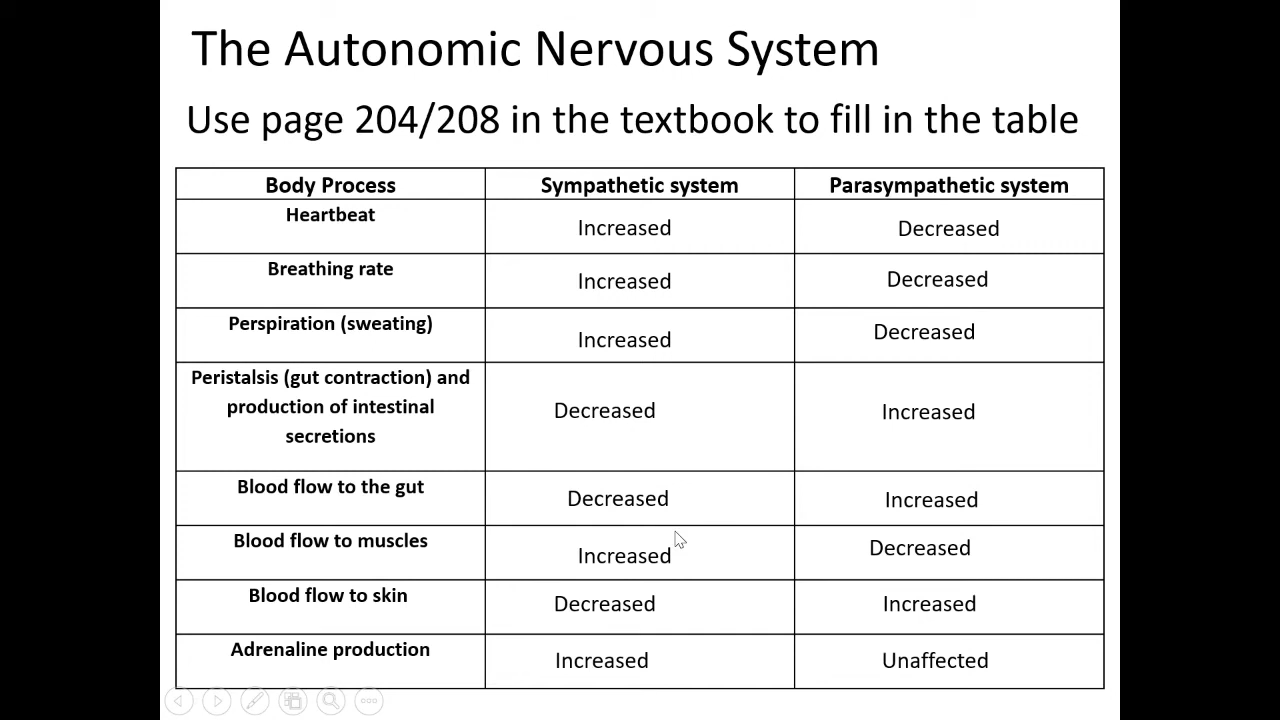 The Autonomic Nervous System
Use page 204/208 in the textbook to fill in the table
Body Process Sympathetic system Parasympathetic system
Heartbeat Increased Decreased
Breathing rate Increased Decreased
Perspiration (sweating) Increased Decreased
Peristalsis (gut contraction) and
production of intestinal Decreased Increased
secretions
Blood flow to the gut Decreased Increased
Blood flow to muscles Increased Decreased
Blood flow to skin Decreased Increased
Adrenaline production Increased Unaffected